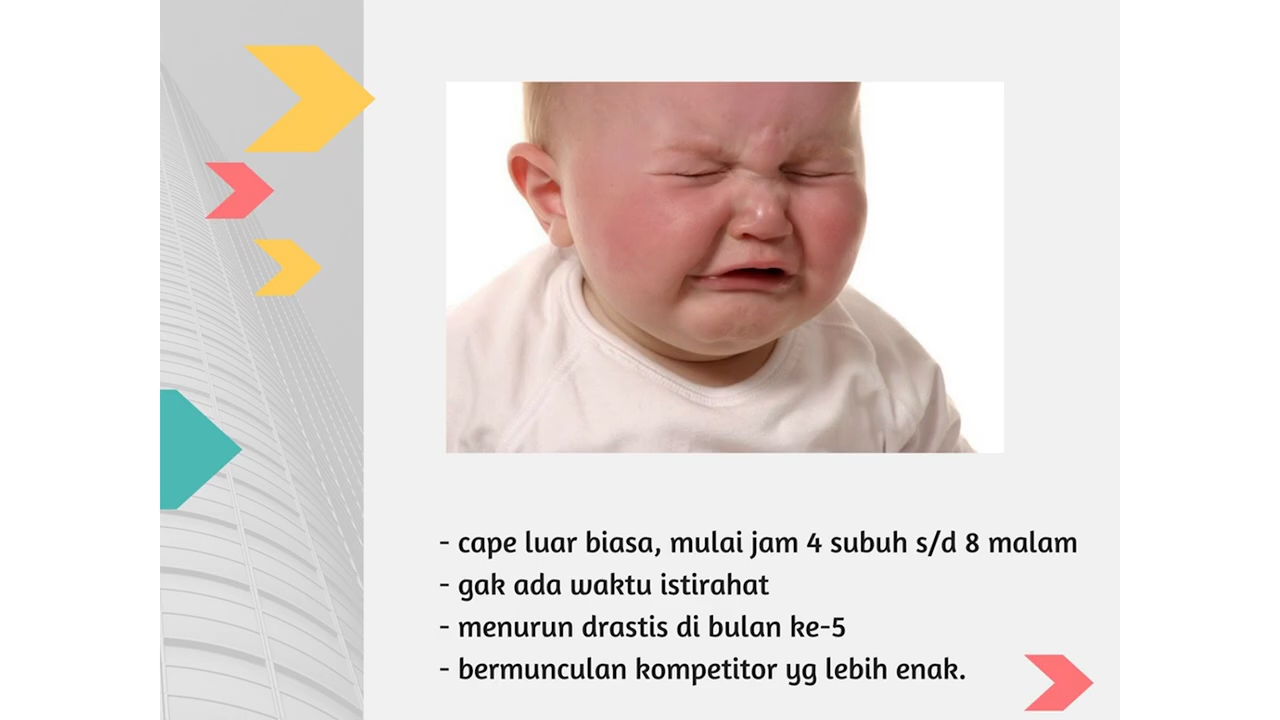 - cape luar biasa, mulai jam 4 subuh s/d 8 malam
- gak ada waktu istirahat
- menurun drastis di bulan ke-5
- bermunculan kompetitor yg lebih enak.